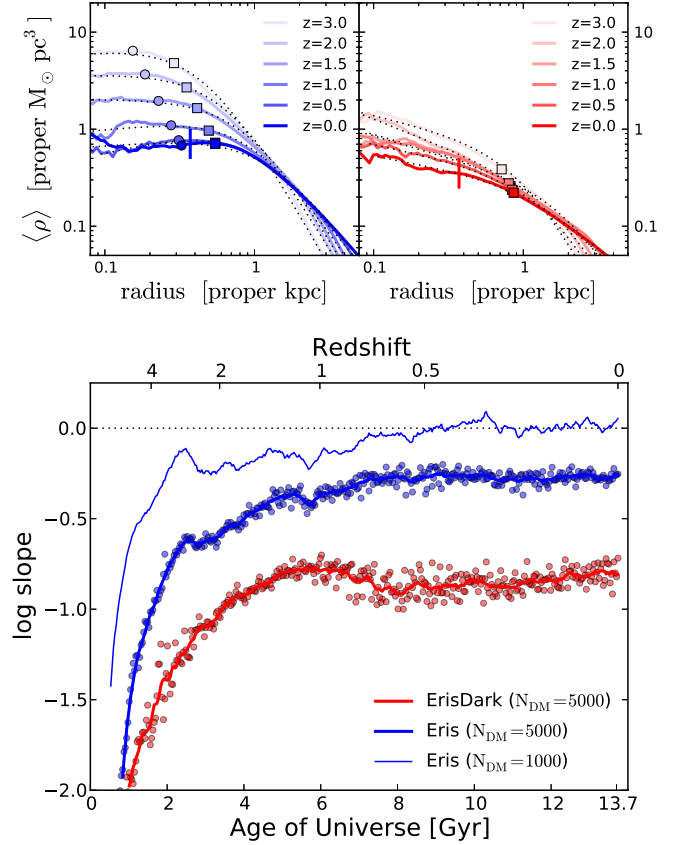 10
1
0.1
⟨ρ⟩ [proper M⊙ pc³]
z=3.0
z=2.0
z=1.5
z=1.0
z=0.5
z=0.0
0.1
1
radius [proper kpc]
z=3.0
z=2.0
z=1.5
z=1.0
z=0.5
z=0.0
10
1
0.1
0.1
1
radius [proper kpc]
Redshift
4 2 1 0.5 0
0.0
−0.5
−1.0
−1.5
−2.0
log slope
ErisDark (N_DM=5000)
Eris (N_DM=5000)
Eris (N_DM=1000)
0 2 4 6 8 10 12 13.7
Age of Universe [Gyr]